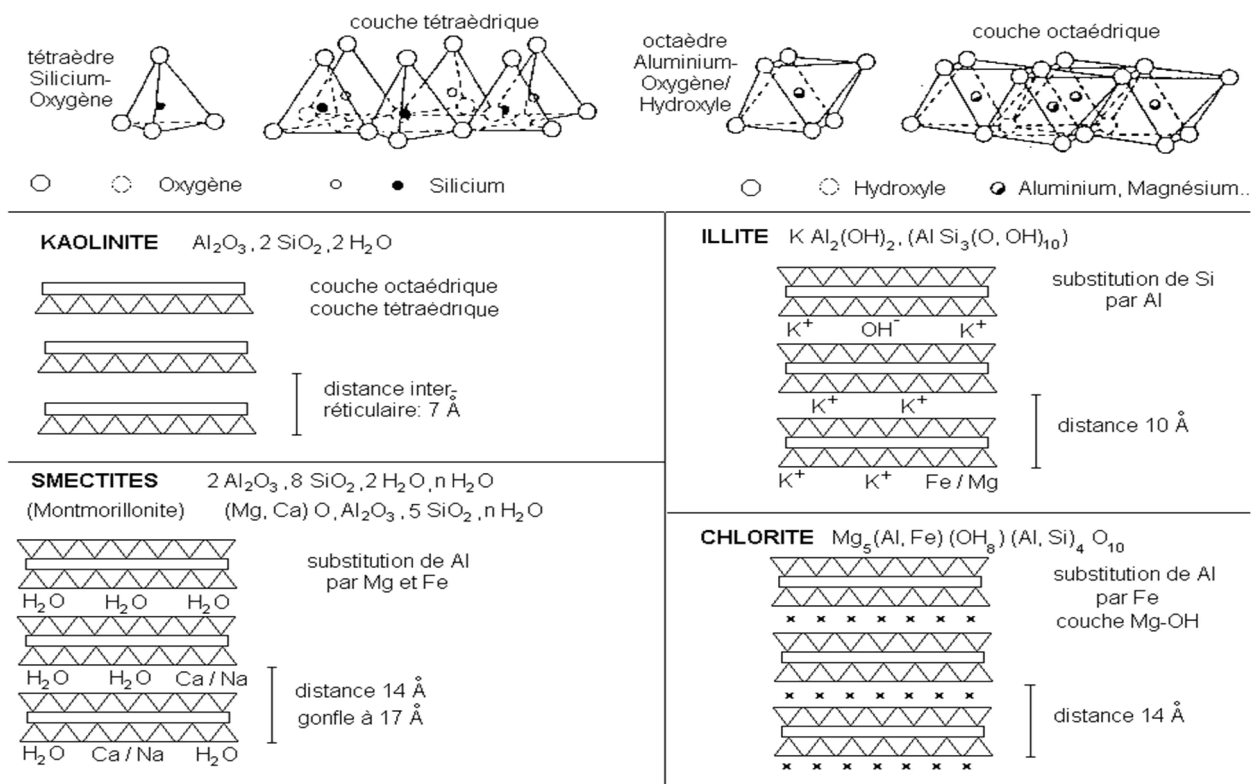 couche tétraèdrique
tétraèdre
Silicium-
Oxygène
octaèdre
Aluminium-
Oxygène/
Hydroxyle
couche octaédrique
Oxygène
Silicium
Hydroxyle
Aluminium, Magnésium..
KAOLINITE Al₂O₃, 2 SiO₂, 2 H₂O
couche octaédrique
couche tétraédrique
distance inter-
réticulaire: 7 Å
SMECTITES 2 Al₂O₃, 8 SiO₂, 2 H₂O, n H₂O
(Montmorillonite) (Mg, Ca) O, Al₂O₃, 5 SiO₂, n H₂O
substitution de Al
par Mg et Fe
H₂O H₂O H₂O
H₂O H₂O Ca / Na
distance 14 Å
gonfle à 17 Å
H₂O Ca / Na H₂O
ILLITE K Al₂(OH)₂, (Al Si₃(O, OH)₁₀)
substitution de Si
par Al
K⁺ OH⁻ K⁺
K⁺ K⁺
distance 10 Å
K⁺ K⁺ Fe / Mg
CHLORITE Mg₅(Al, Fe) (OH₈) (Al, Si)₄ O₁₀
substitution de Al
par Fe
couche Mg-OH
distance 14 Å